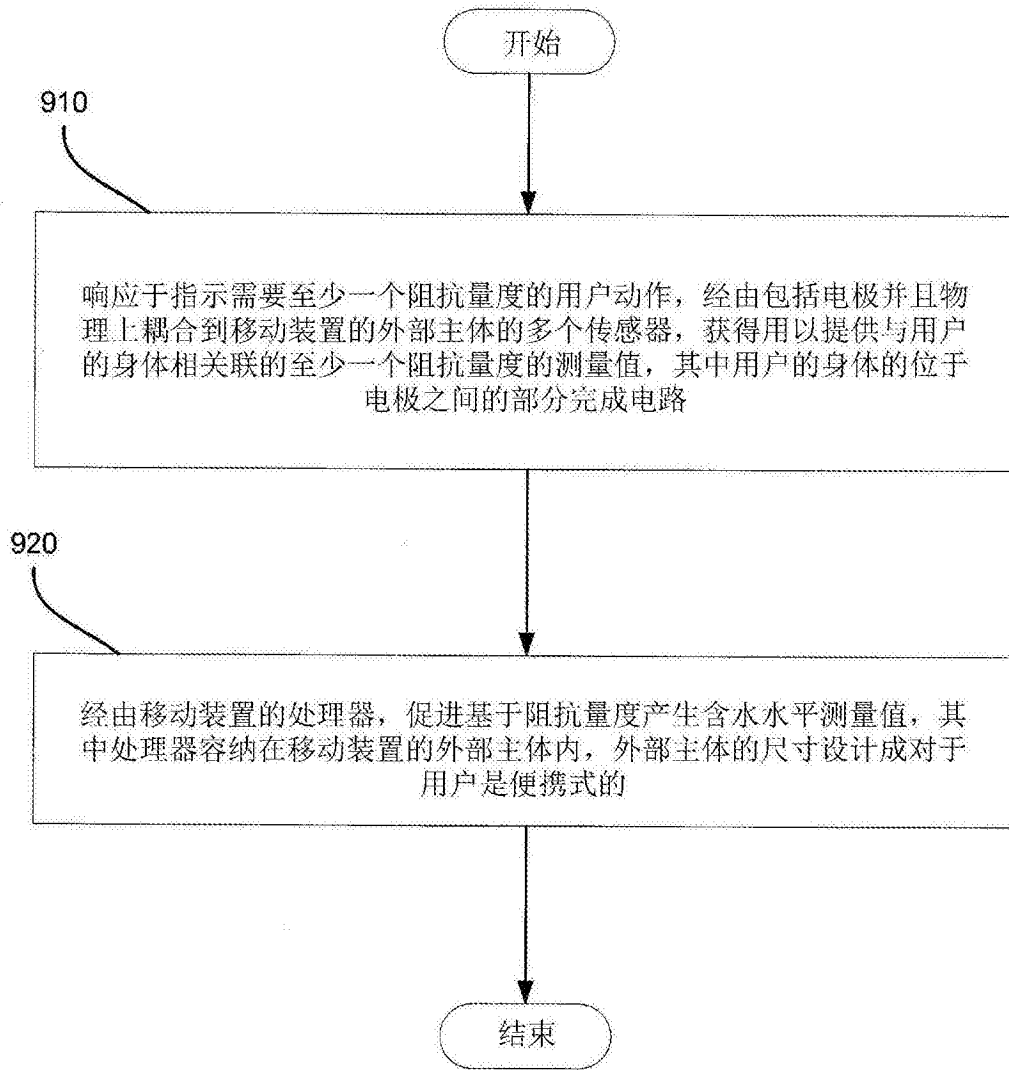 开始
910
响应于指示需要至少一个阻抗量度的用户动作，经由包括电极并且物
理上耦合到移动装置的外部主体的多个传感器，获得用以提供与用户
的身体相关联的至少一个阻抗量度的测量值，其中用户的身体的位于
电极之间的部分完成电路
920
经由移动装置的处理器，促进基于阻抗量度产生含水水平测量值，其
中处理器容纳在移动装置的外部主体内，外部主体的尺寸设计成对于
用户是便携式的
结束